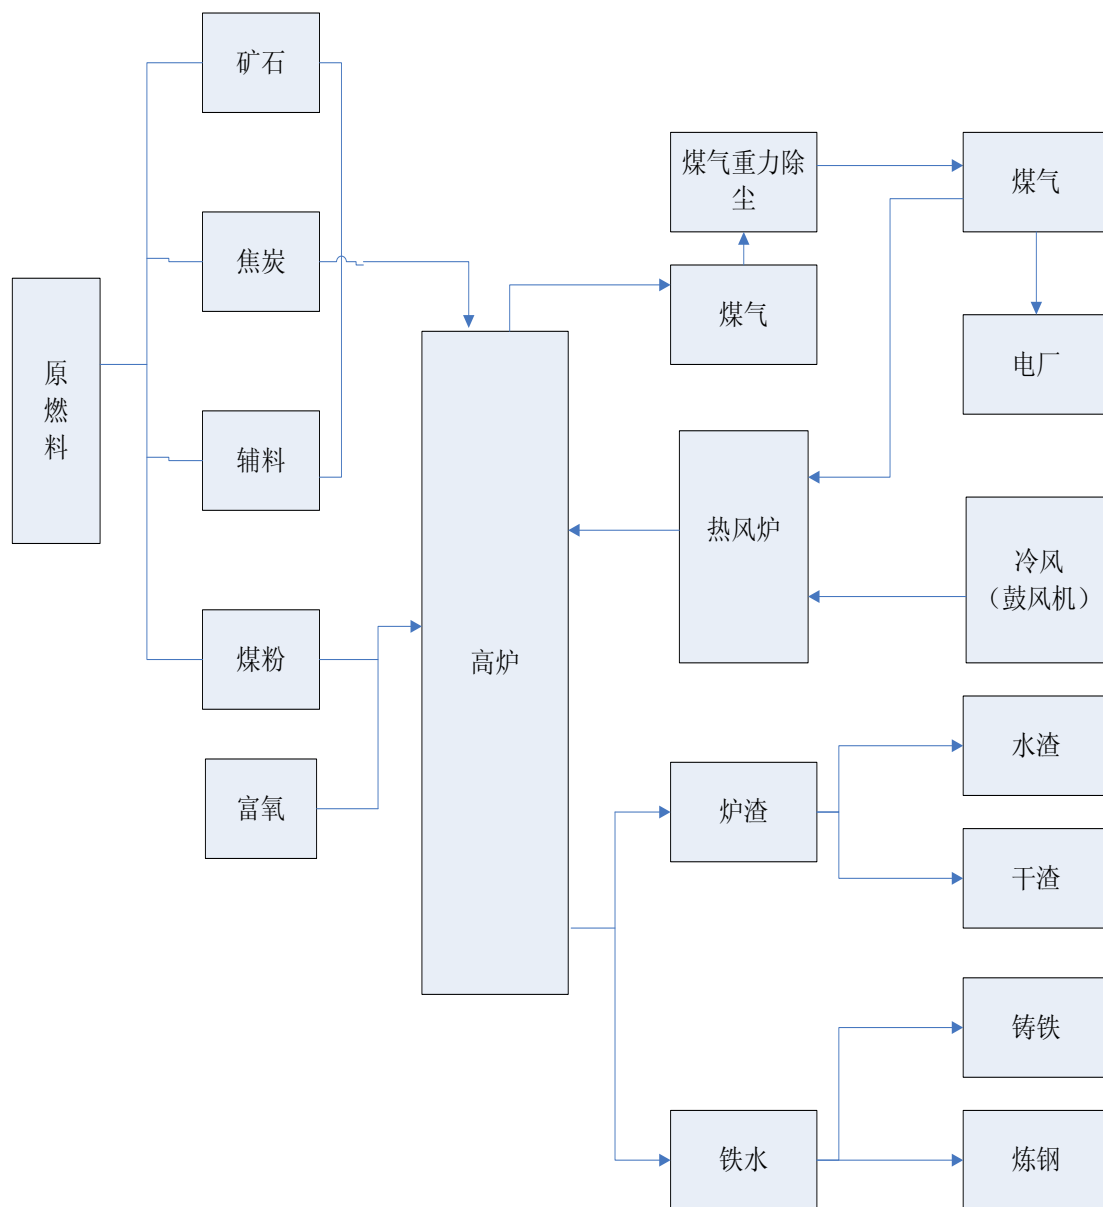 矿石
焦炭
原
燃
料
辅料
煤粉
富氧
高炉
煤气重力除
尘
煤气
煤气
电厂
热风炉
冷风
（鼓风机）
炉渣
水渣
干渣
铸铁
铁水
炼钢